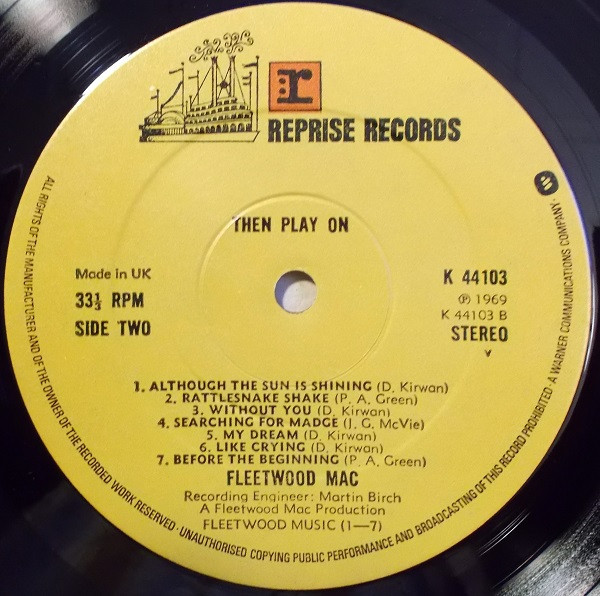 r
REPRISE RECORDS
THEN PLAY ON
Made in UK
33⅓ RPM
SIDE TWO
K 44103
℗ 1969
K 44103 B
STEREO
1. ALTHOUGH THE SUN IS SHINING (D. Kirwan)
2. RATTLESNAKE SHAKE (P. A. Green)
3. WITHOUT YOU (D. Kirwan)
4. SEARCHING FOR MADGE (J. G. McVie)
5. MY DREAM (D. Kirwan)
6. LIKE CRYING (D. Kirwan)
7. BEFORE THE BEGINNING (P. A. Green)
FLEETWOOD MAC
Recording Engineer: Martin Birch
A Fleetwood Mac Production
FLEETWOOD MUSIC (1—7)
ALL RIGHTS OF THE MANUFACTURER AND OF THE OWNER OF THE RECORDED WORK RESERVED · UNAUTHORISED COPYING PUBLIC PERFORMANCE AND BROADCASTING OF THIS RECORD PROHIBITED · A WARNER COMMUNICATIONS COMPANY ·